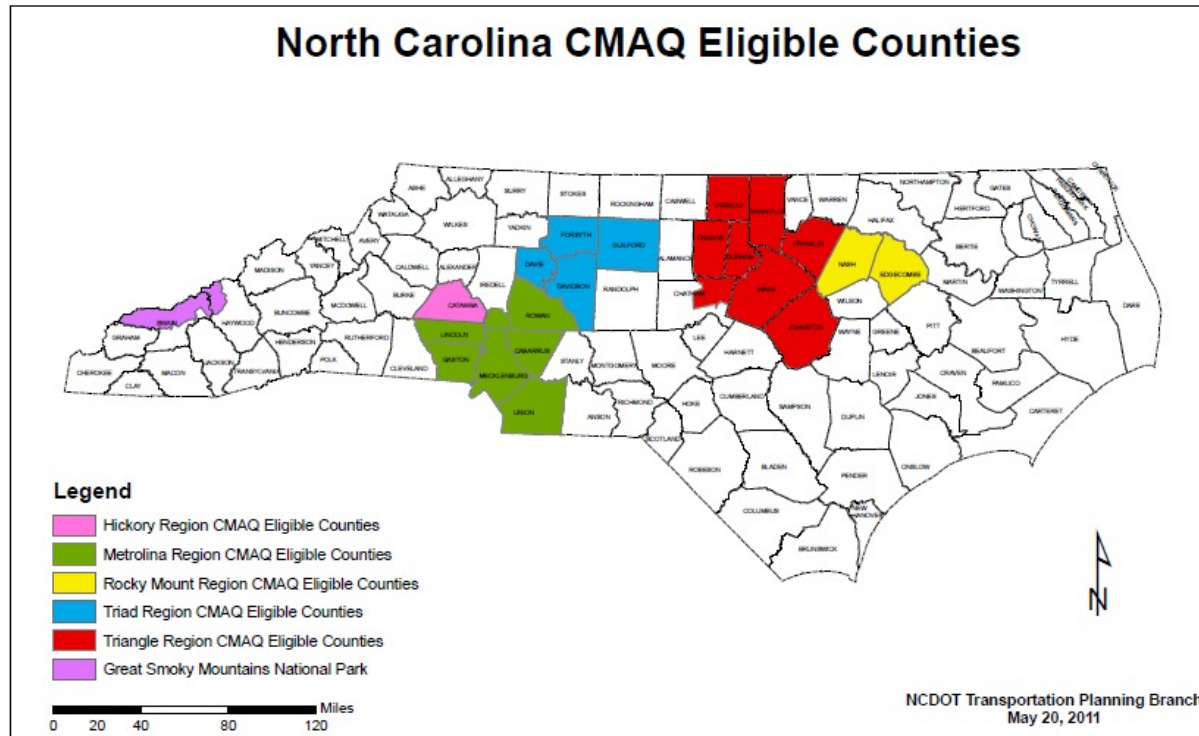 North Carolina CMAQ Eligible Counties
ASHE
ALLEGHANY
SURRY
STOKES
ROCKINGHAM
CASWELL
PERSON
GRANVILLE
VANCE
WARREN
NORTHAMPTON
GATES
HERTFORD
HALIFAX
WATAUGA
WILKES
YADKIN
FORSYTH
GUILFORD
ORANGE
DURHAM
FRANKLIN
BERTIE
MITCHELL
AVERY
MADISON
YANCEY
CALDWELL
ALEXANDER
DAVIE
ALAMANCE
NASH
EDGECOMBE
IREDELL
DAVIDSON
RANDOLPH
CHATHAM
WAKE
MARTIN
WASHINGTON
TYRRELL
DARE
BURKE
MCDOWELL
CATAWBA
ROWAN
WILSON
SWAIN
HAYWOOD
BUNCOMBE
JOHNSTON
GRAHAM
RUTHERFORD
LINCOLN
CABARRUS
LEE
WAYNE
GREENE
PITT
HYDE
HENDERSON
JACKSON
POLK
CLEVELAND
GASTON
STANLY
MONTGOMERY
MOORE
HARNETT
BEAUFORT
CHEROKEE
MACON
TRANSYLVANIA
CLAY
MECKLENBURG
LENOIR
CRAVEN
PAMLICO
UNION
ANSON
RICHMOND
HOKE
CUMBERLAND
SAMPSON
DUPLIN
JONES
CARTERET
SCOTLAND
ROBESON
BLADEN
PENDER
ONSLOW
COLUMBUS
NEW
HANOVER
BRUNSWICK
Legend
Hickory Region CMAQ Eligible Counties
Metrolina Region CMAQ Eligible Counties
Rocky Mount Region CMAQ Eligible Counties
Triad Region CMAQ Eligible Counties
Triangle Region CMAQ Eligible Counties
Great Smoky Mountains National Park
Miles
0 20 40 80 120
N
NCDOT Transportation Planning Branch
May 20, 2011